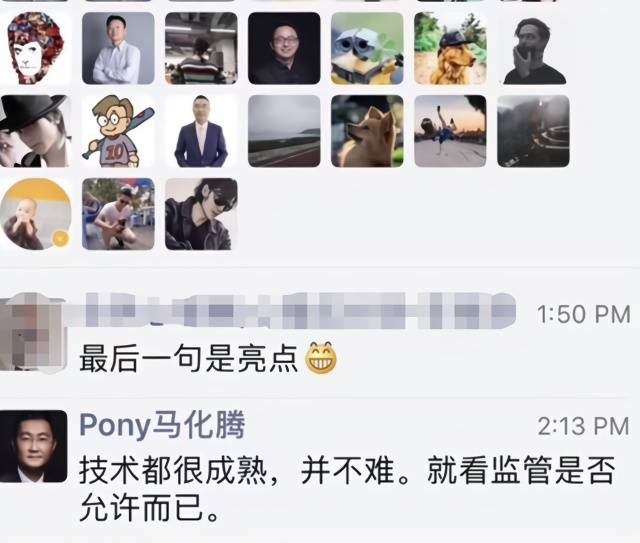 1:50 PM
最后一句是亮点😁
Pony马化腾
2:13 PM
技术都很成熟，并不难。就看监管是否
允许而已。